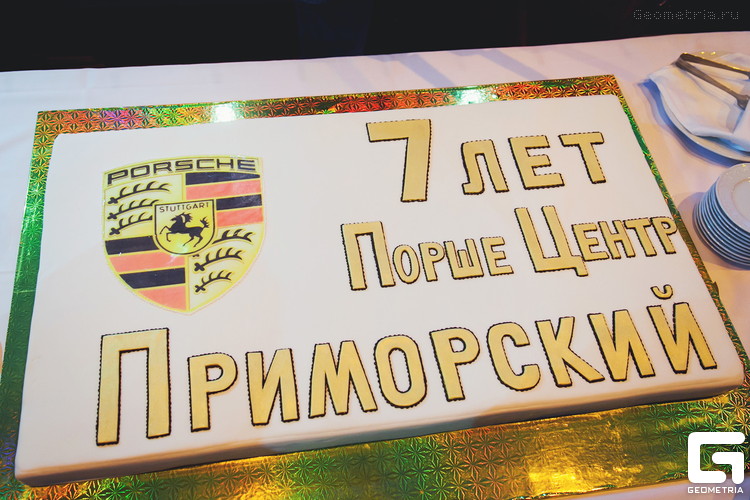 Geometria.ru
PORSCHE
STUTTGART
7 ЛЕТ
ПОРШЕ ЦЕНТР
ПРИМОРСКИЙ
GEOMETRIA